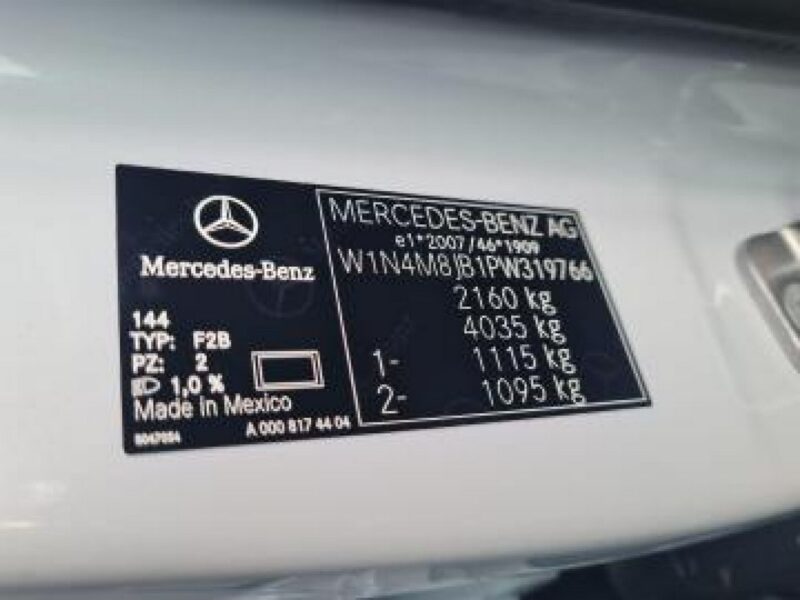 Mercedes-Benz
144
TYP: F2B
PZ: 2
1,0 %
Made in Mexico
A 000 817 44 04
MERCEDES-BENZ AG
e1*2007/46*1909
W1N4M8JB1PW319766
2160 kg
4035 kg
1- 1115 kg
2- 1095 kg